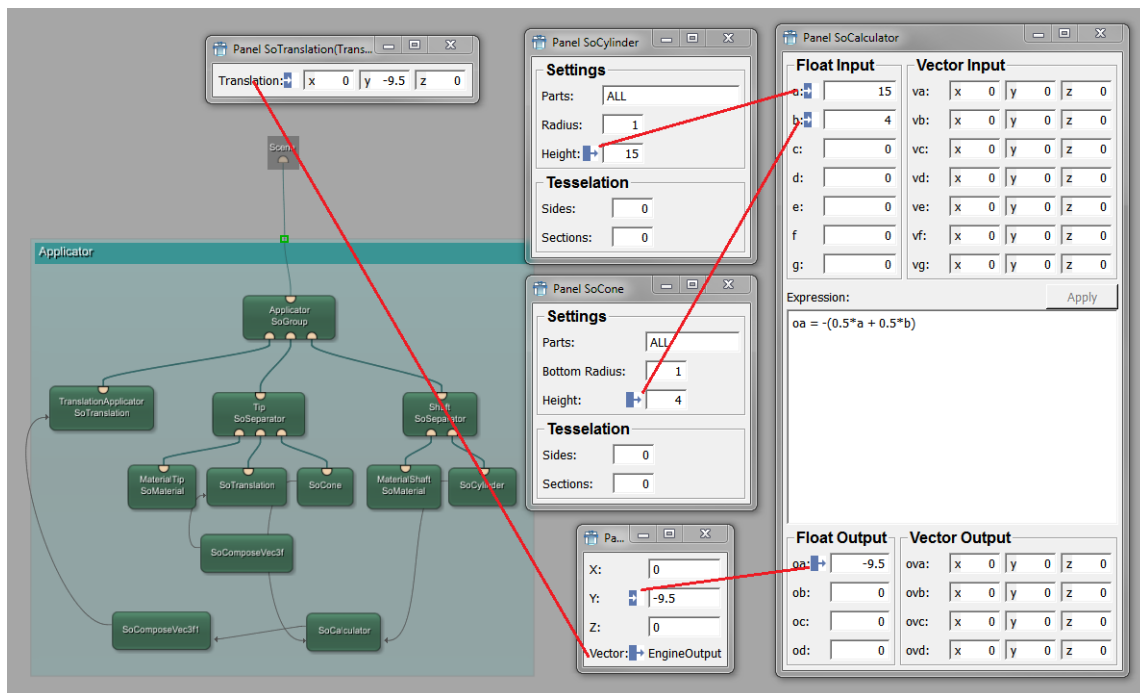 Panel SoTranslation(Trans...
Translation: x 0 y -9.5 z 0
Scene
Applicator
Applicator
SoGroup
TranslationApplicator
SoTranslation
Tip
SoSeparator
Shaft
SoSeparator
MaterialTip
SoMaterial
SoTranslation
SoCone
MaterialShaft
SoMaterial
SoCylinder
SoComposeVec3f
SoComposeVec3f1
SoCalculator
Panel SoCylinder
Settings
Parts: ALL
Radius: 1
Height: 15
Tesselation
Sides: 0
Sections: 0
Panel SoCone
Settings
Parts: ALL
Bottom Radius: 1
Height: 4
Tesselation
Sides: 0
Sections: 0
Pa...
X: 0
Y: -9.5
Z: 0
Vector: EngineOutput
Panel SoCalculator
Float Input Vector Input
a: 15 va: x 0 y 0 z 0
b: 4 vb: x 0 y 0 z 0
c: 0 vc: x 0 y 0 z 0
d: 0 vd: x 0 y 0 z 0
e: 0 ve: x 0 y 0 z 0
f 0 vf: x 0 y 0 z 0
g: 0 vg: x 0 y 0 z 0
Expression: Apply
oa = -(0.5*a + 0.5*b)
Float Output Vector Output
oa: -9.5 ova: x 0 y 0 z 0
ob: 0 ovb: x 0 y 0 z 0
oc: 0 ovc: x 0 y 0 z 0
od: 0 ovd: x 0 y 0 z 0